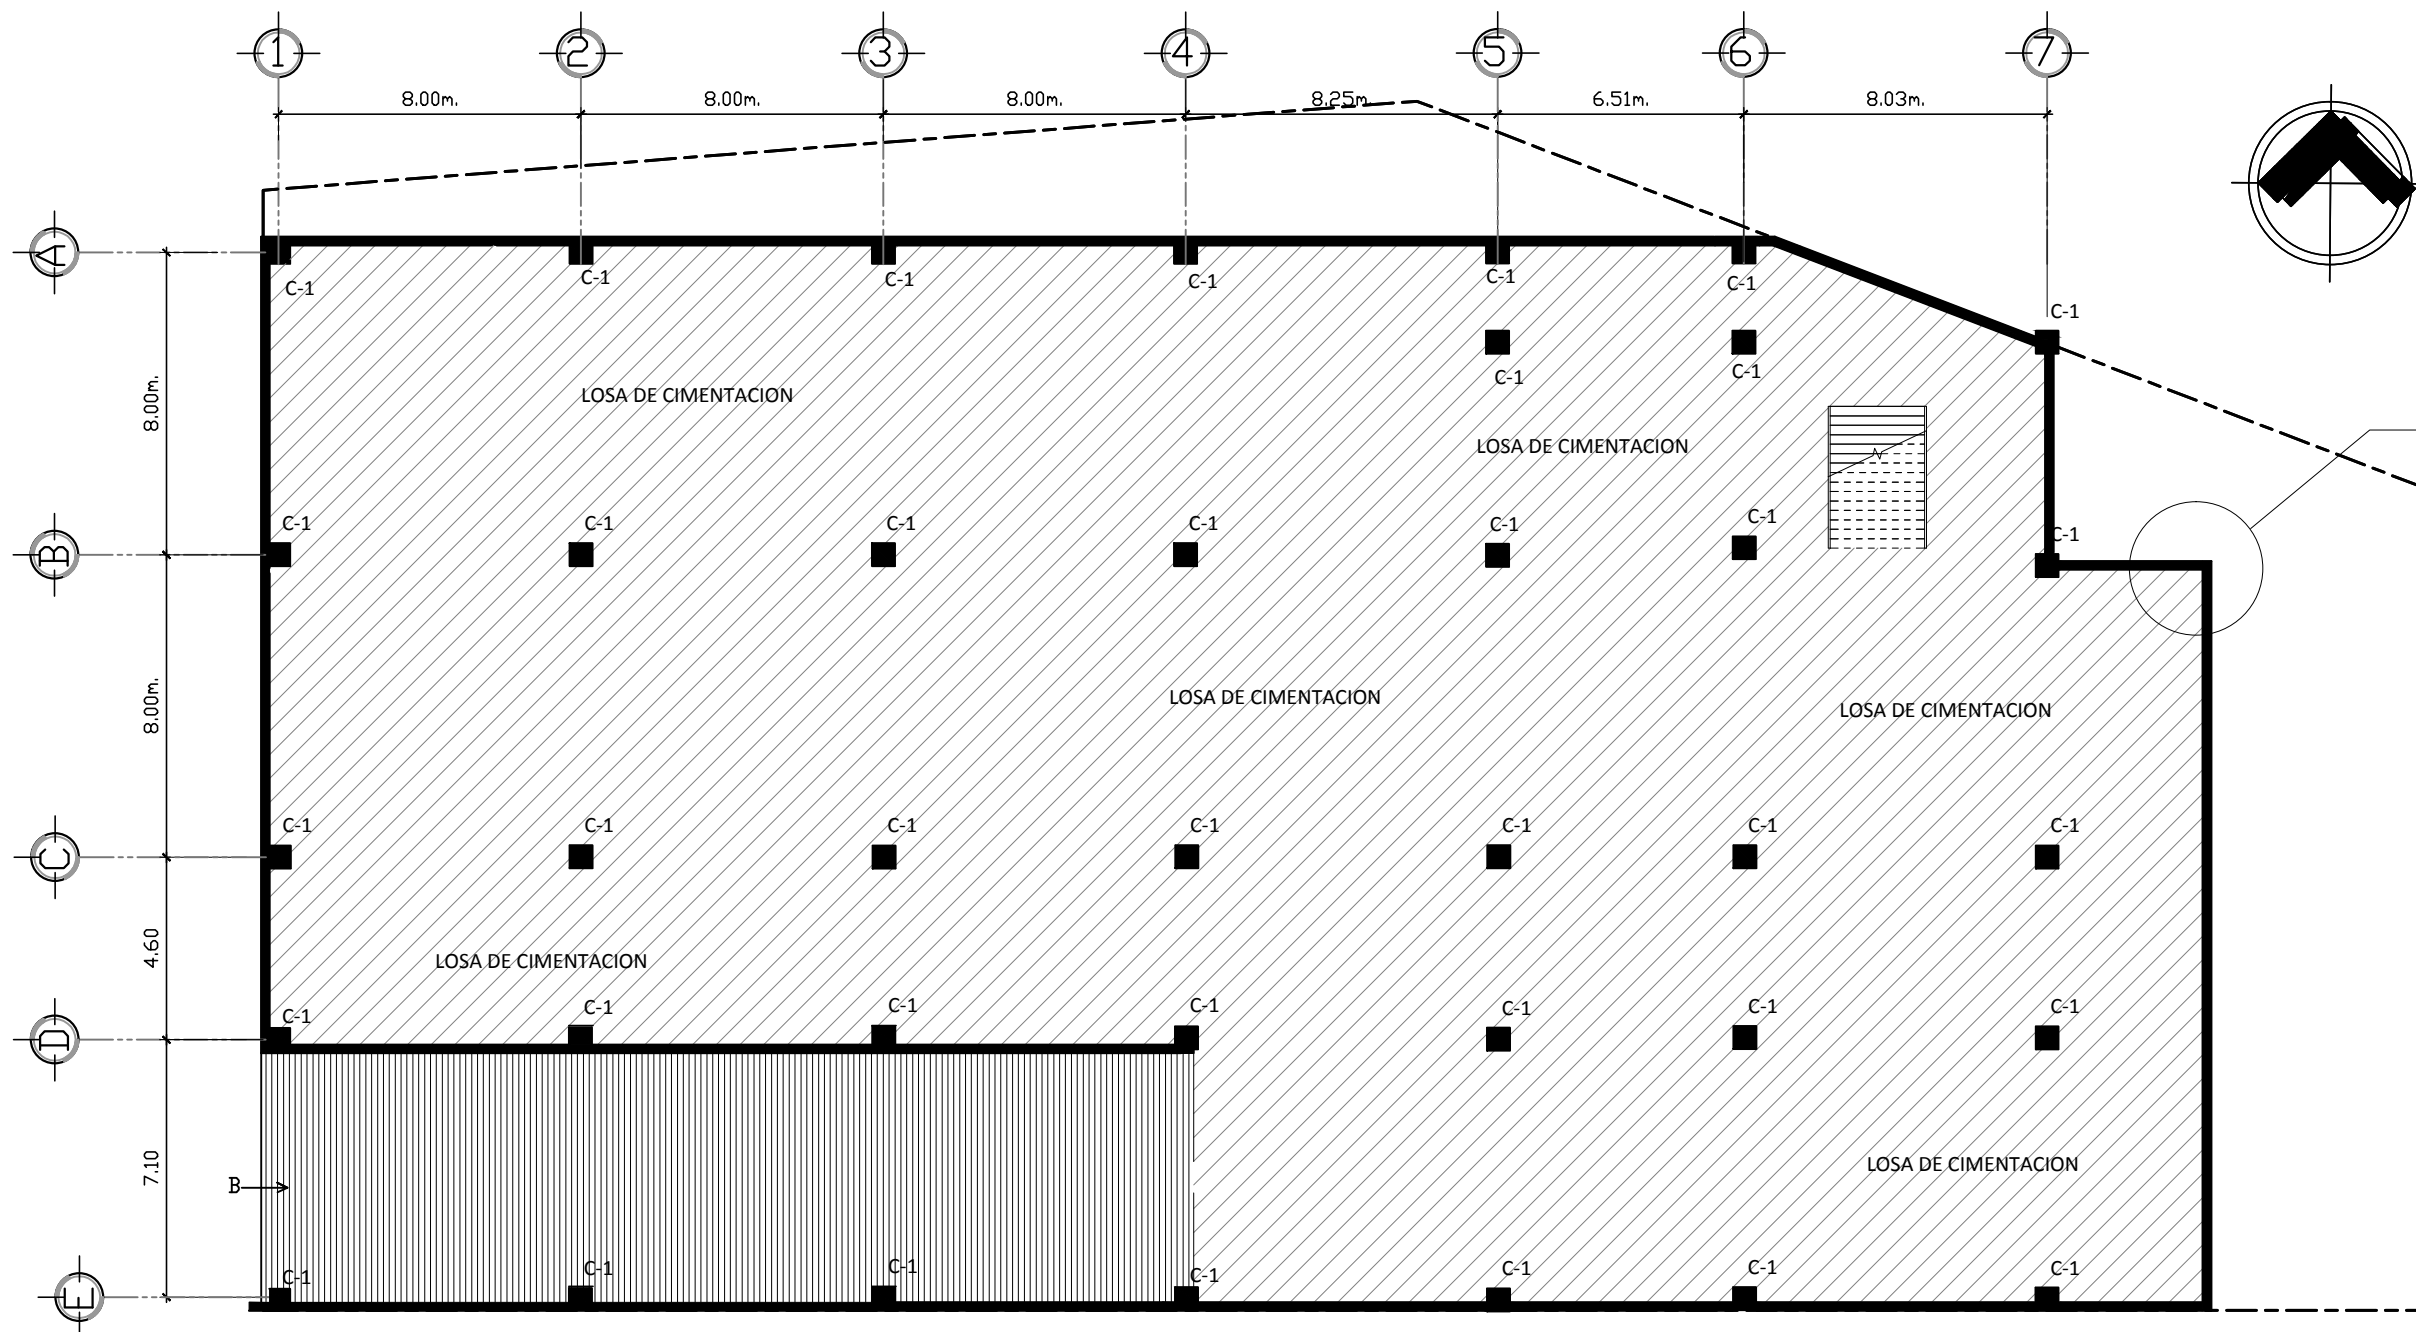 1 2 3 4 5 6 7
8.00m. 8.00m. 8.00m. 8.25m. 6.51m. 8.03m.
A
C-1 C-1 C-1 C-1 C-1 C-1
C-1
C-1 C-1
8.00m.
LOSA DE CIMENTACION
LOSA DE CIMENTACION
B
C-1 C-1 C-1 C-1 C-1 C-1 C-1
8.00m.
LOSA DE CIMENTACION
LOSA DE CIMENTACION
C
C-1 C-1 C-1 C-1 C-1 C-1 C-1
4.60
LOSA DE CIMENTACION
D
C-1 C-1 C-1 C-1 C-1 C-1 C-1
7.10
LOSA DE CIMENTACION
B
E
C-1 C-1 C-1 C-1 C-1 C-1 C-1